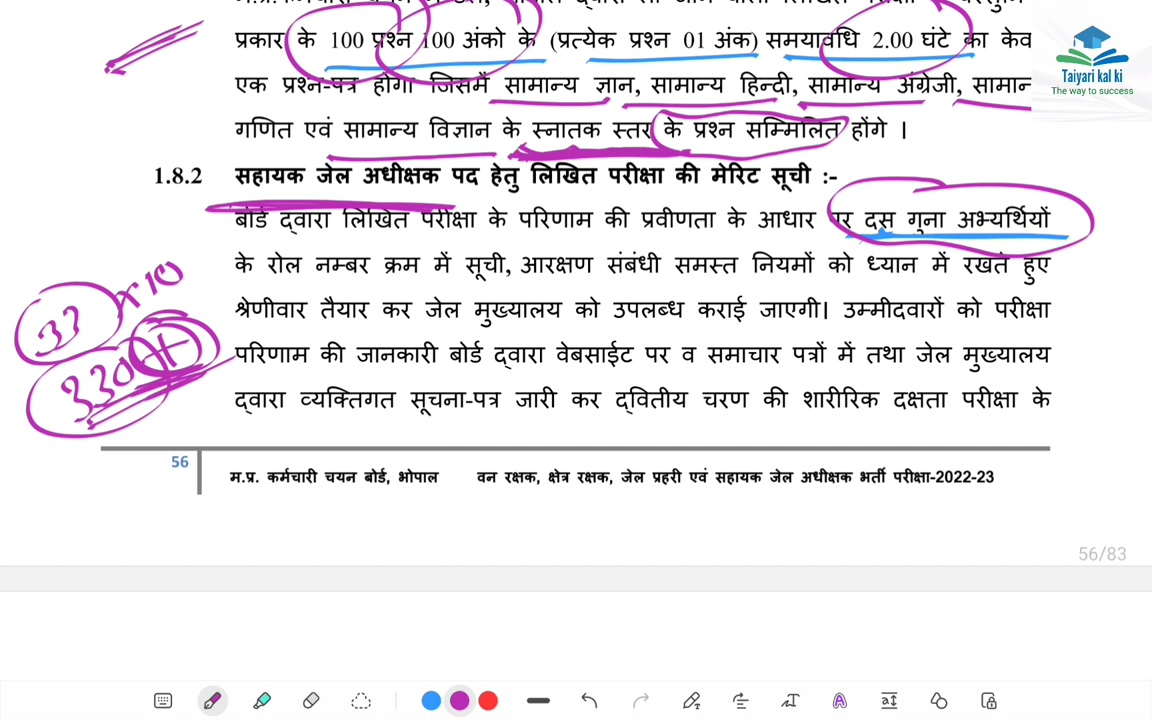 प्रकार के 100 प्रश्न 100 अंको के (प्रत्येक प्रश्न 01 अंक) समयावधि 2.00 घंटे का केव
Taiyari kal ki
The way to success
एक प्रश्न-पत्र होगा जिसमें सामान्य ज्ञान, सामान्य हिन्दी, सामान्य अंग्रेजी, सामान
गणित एवं सामान्य विज्ञान के स्नातक स्तर के प्रश्न सम्मिलित होंगे ।
1.8.2 सहायक जेल अधीक्षक पद हेतु लिखित परीक्षा की मेरिट सूची :-
बोर्ड द्वारा लिखित परीक्षा के परिणाम की प्रवीणता के आधार पर दस गुना अभ्यर्थियों
के रोल नम्बर क्रम में सूची, आरक्षण संबंधी समस्त नियमों को ध्यान में रखते हुए
श्रेणीवार तैयार कर जेल मुख्यालय को उपलब्ध कराई जाएगी। उम्मीदवारों को परीक्षा
परिणाम की जानकारी बोर्ड द्वारा वेबसाईट पर व समाचार पत्रों में तथा जेल मुख्यालय
द्वारा व्यक्तिगत सूचना-पत्र जारी कर द्वितीय चरण की शारीरिक दक्षता परीक्षा के
33 x 10
330 +
56 म.प्र. कर्मचारी चयन बोर्ड, भोपाल वन रक्षक, क्षेत्र रक्षक, जेल प्रहरी एवं सहायक जेल अधीक्षक भर्ती परीक्षा-2022-23
56/83